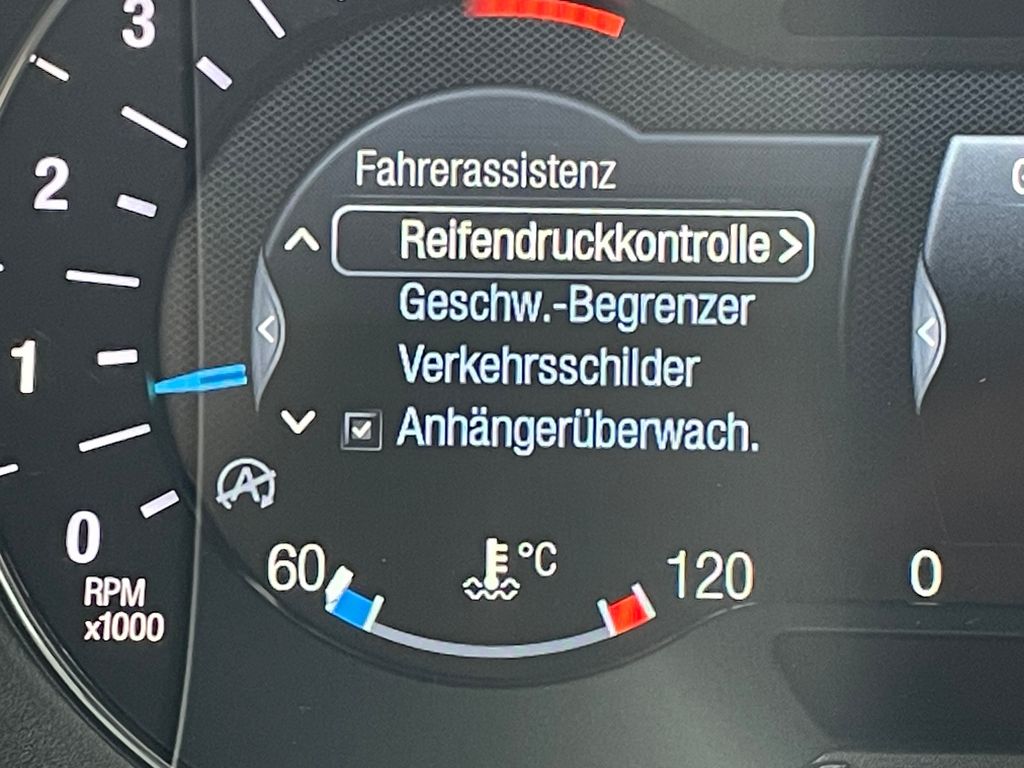 3
2
1
0
RPM
x1000
Fahrerassistenz
Reifendruckkontrolle >
Geschw.-Begrenzer
Verkehrsschilder
Anhängerüberwach.
A
60 °C 120
0